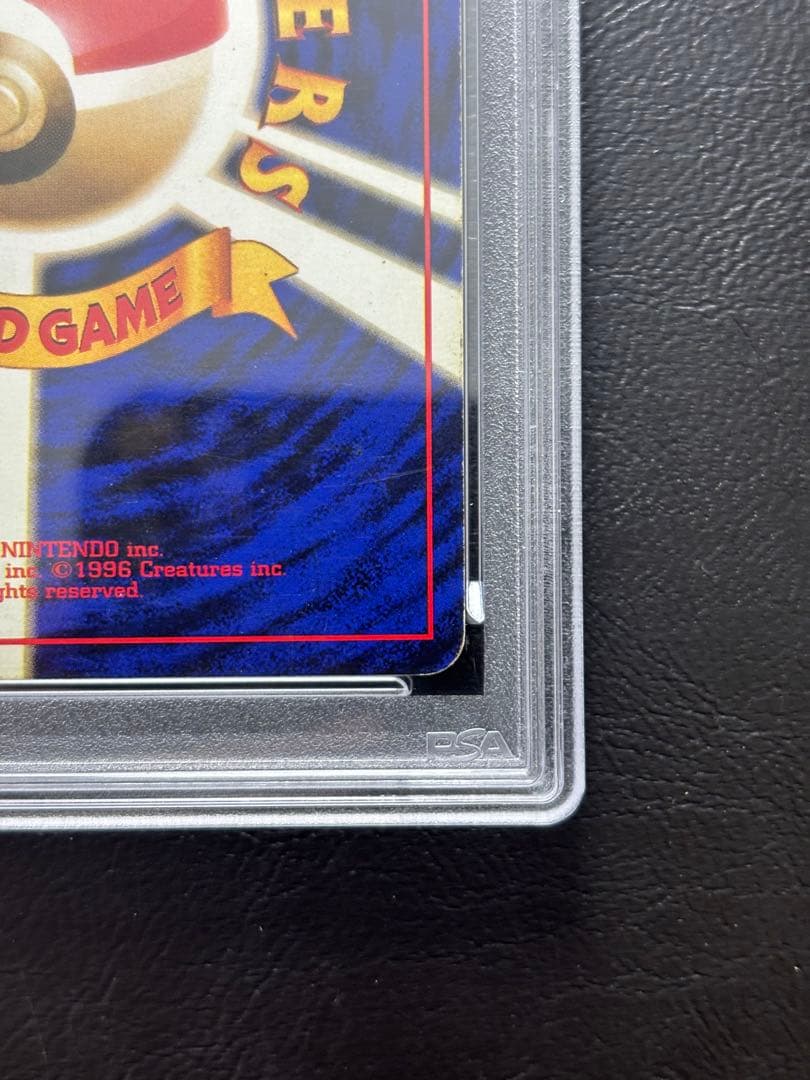 ERS
D GAME
NINTENDO inc.
inc. ©1996 Creatures inc.
ghts reserved.
PSA